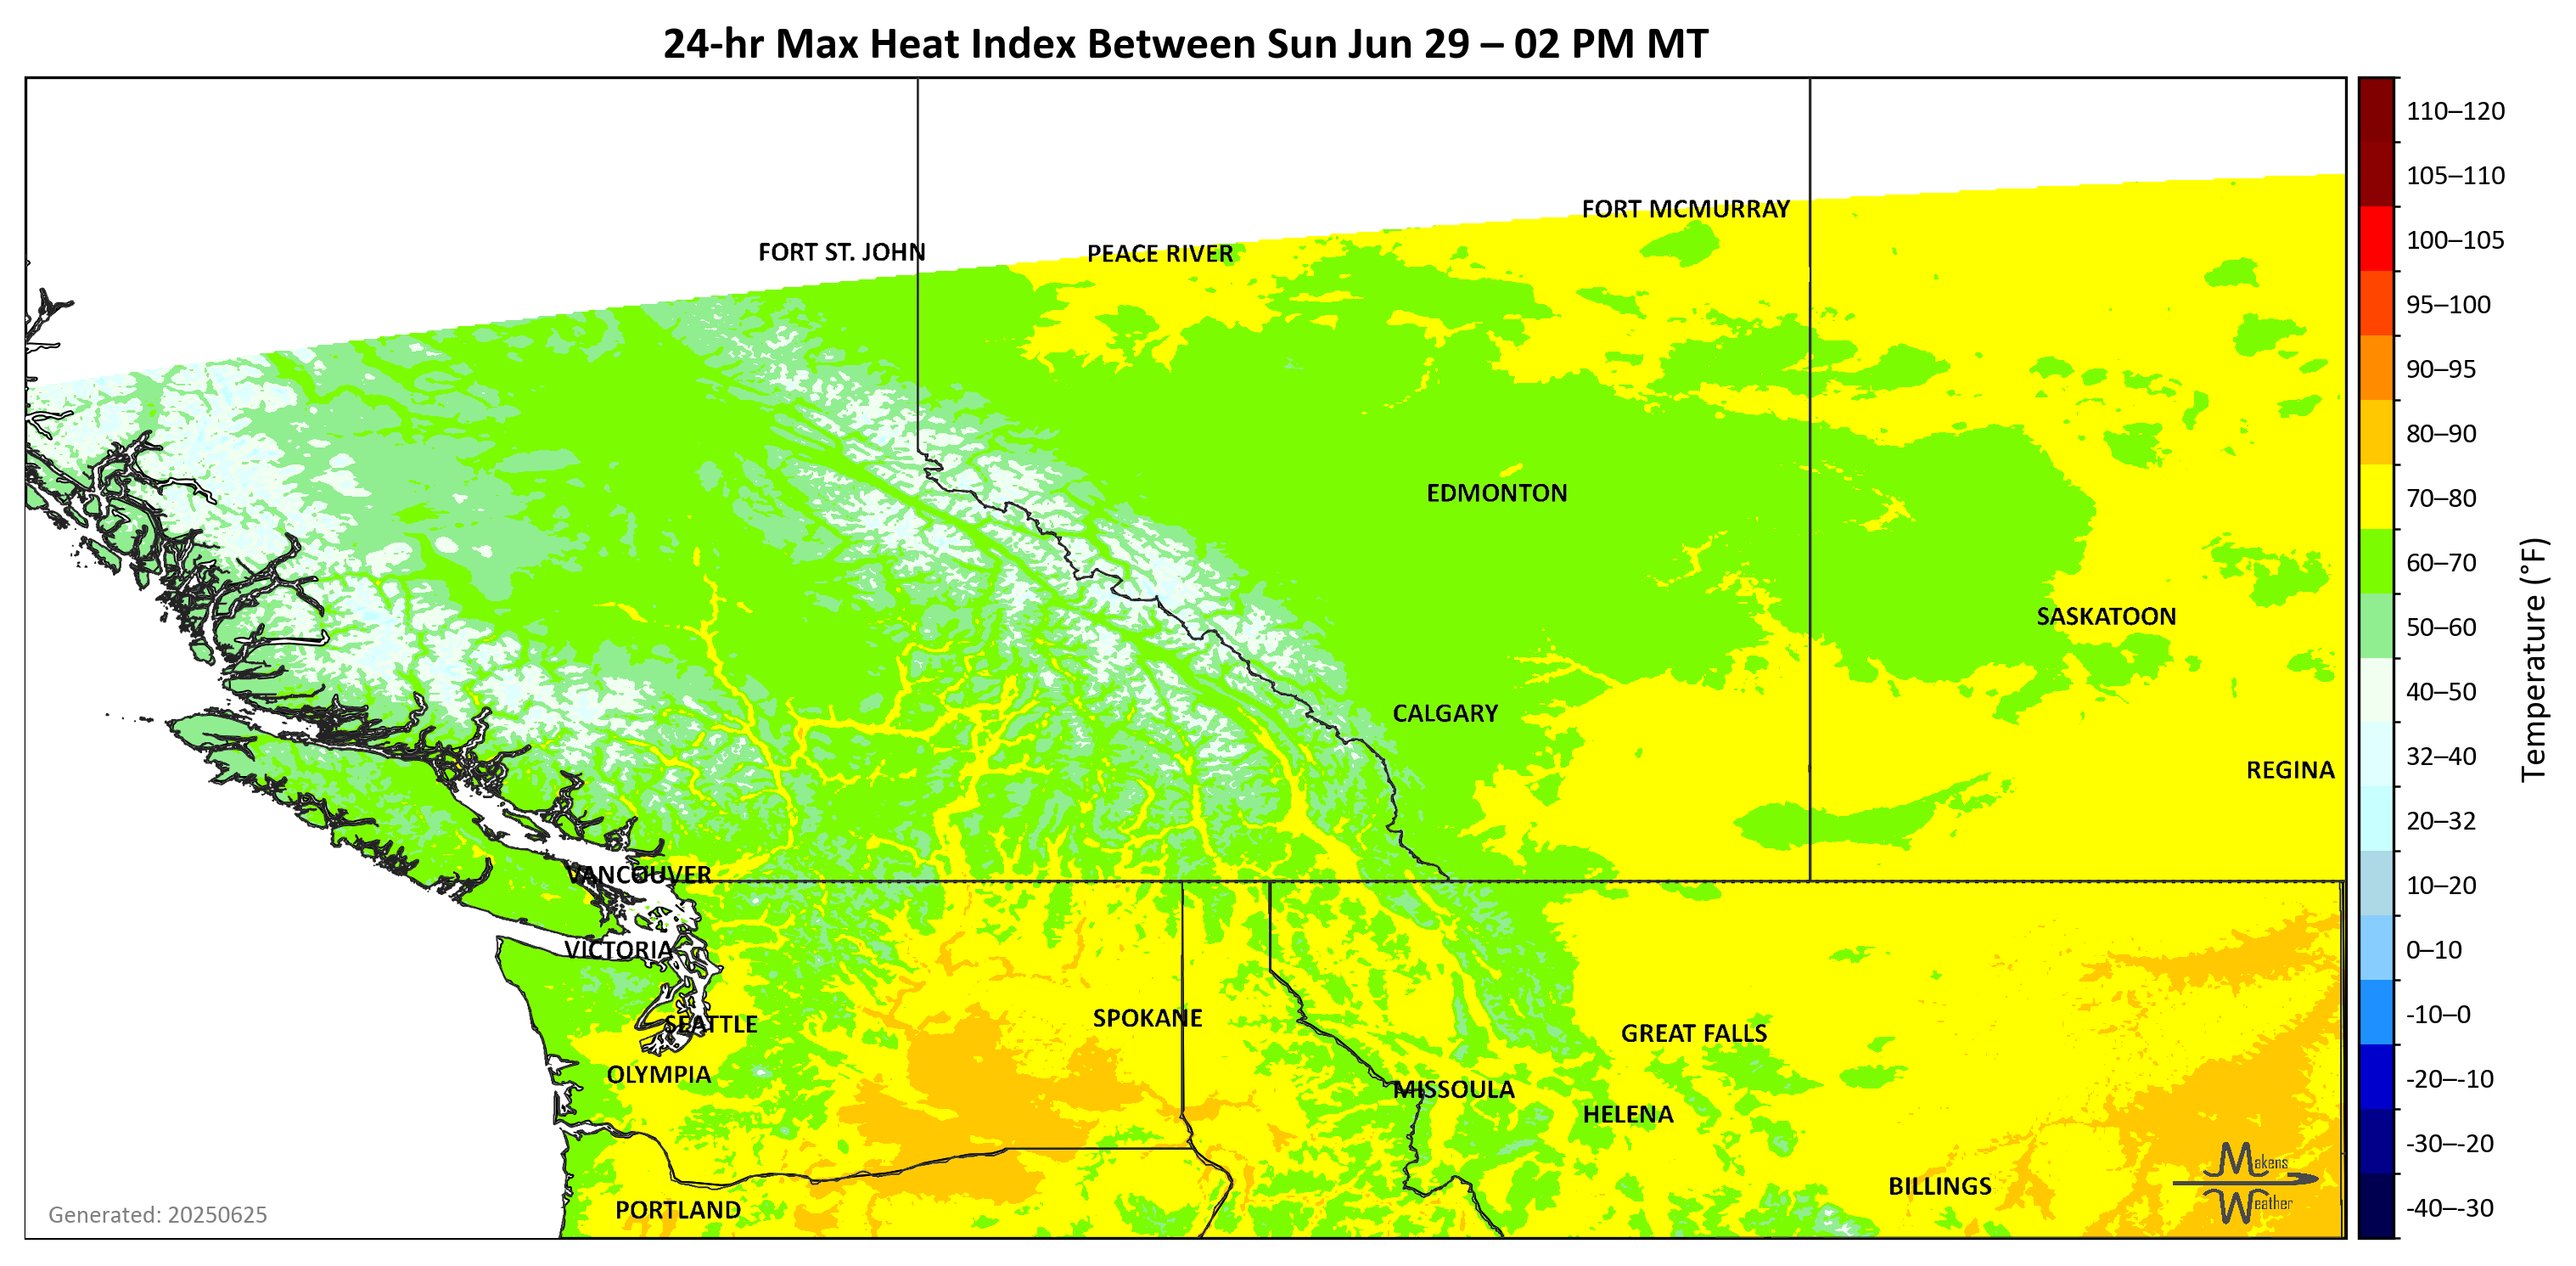 24-hr Max Heat Index Between Sun Jun 29 – 02 PM MT
110–120
105–110
FORT MCMURRAY
FORT ST. JOHN
PEACE RIVER
100–105
95–100
90–95
80–90
EDMONTON
70–80
60–70
SASKATOON
50–60
40–50
CALGARY
32–40
REGINA
20–32
VANCOUVER
10–20
VICTORIA
0–10
SPOKANE
-10–0
SEATTLE
GREAT FALLS
OLYMPIA
-20–-10
MISSOULA
HELENA
-30–-20
Makens
Weather
BILLINGS
PORTLAND
-40–-30
Generated: 20250625
Temperature (°F)